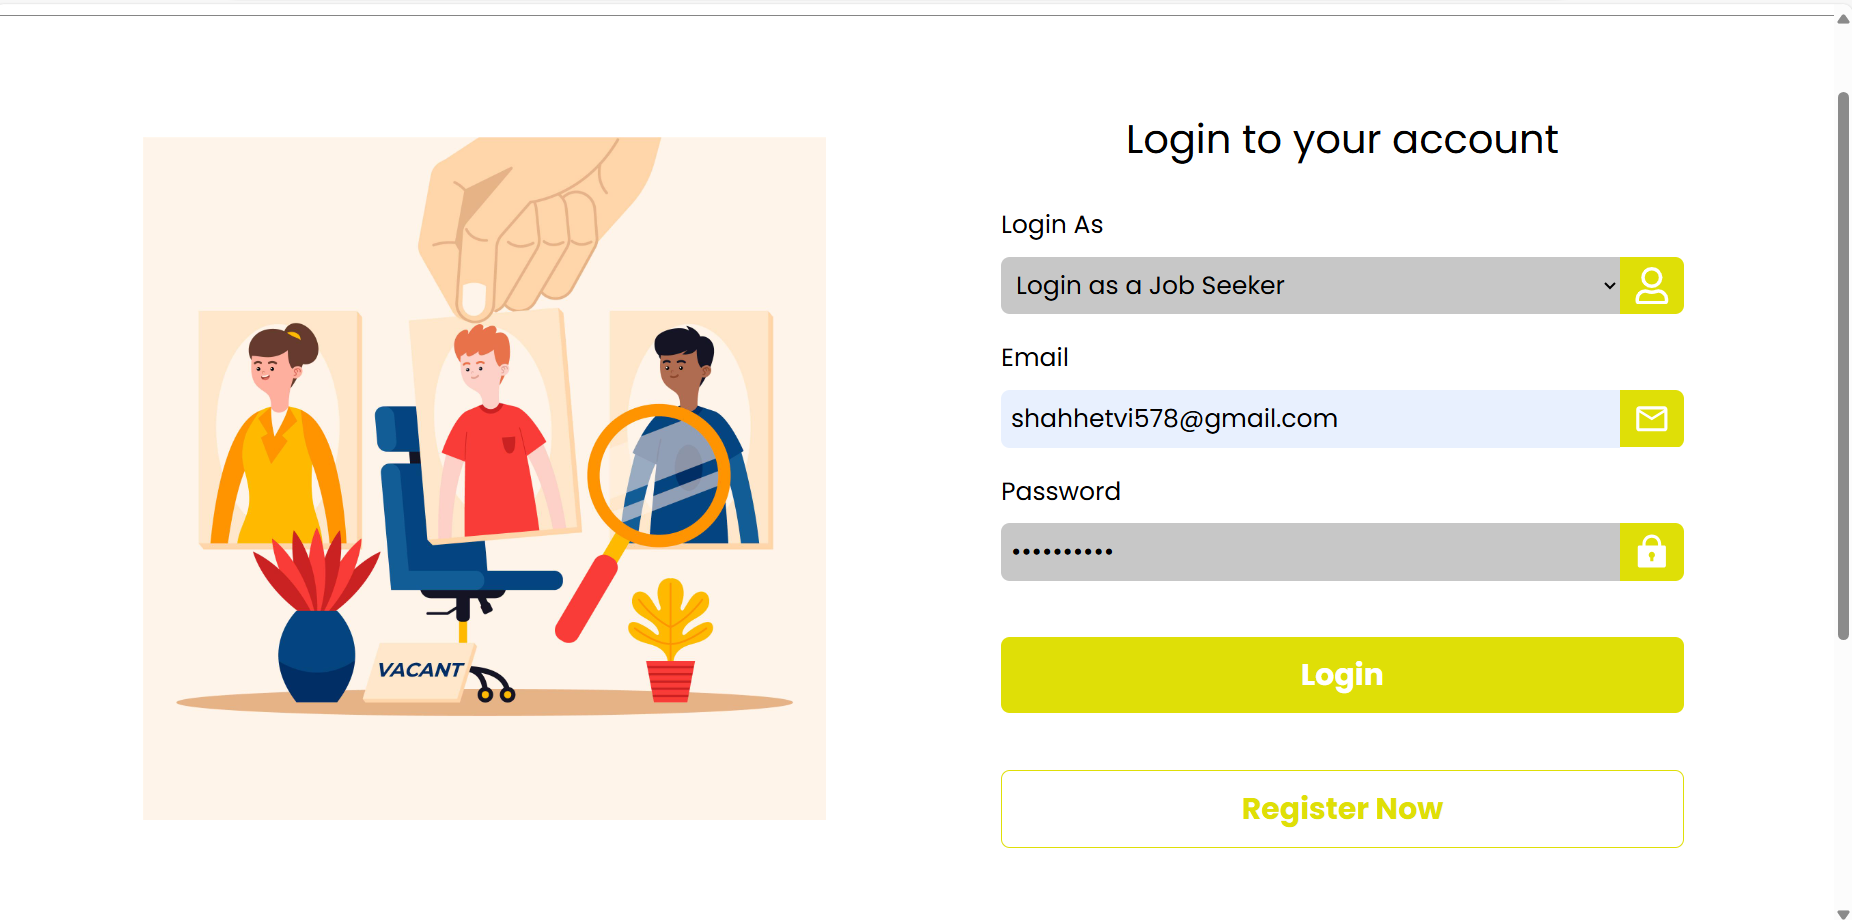 Login to your account
Login As
Login as a Job Seeker
Email
shahhetvi578@gmail.com
Password
••••••••••
Login
Register Now
VACANT